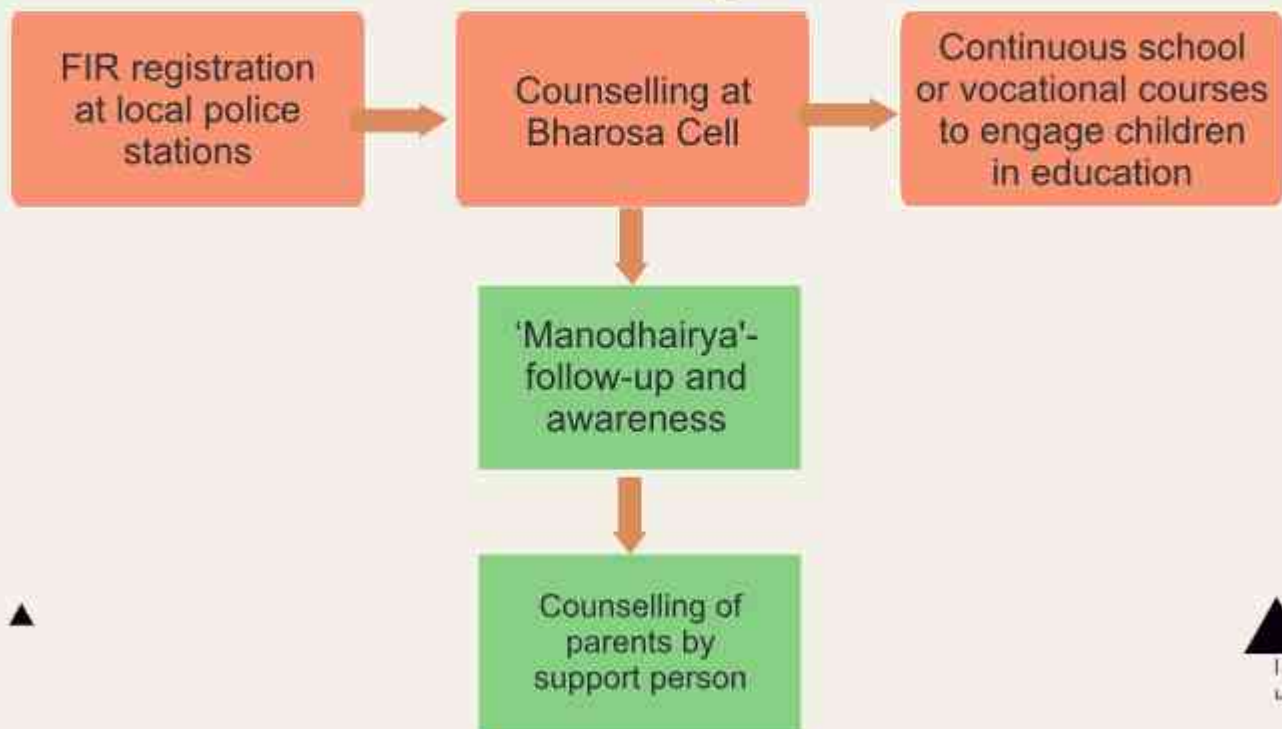 FIR registration
at local police
stations
Counselling at
Bharosa Cell
Continuous school
or vocational courses
to engage children
in education
‘Manodhairya'-
follow-up and
awareness
Counselling of
parents by
support person